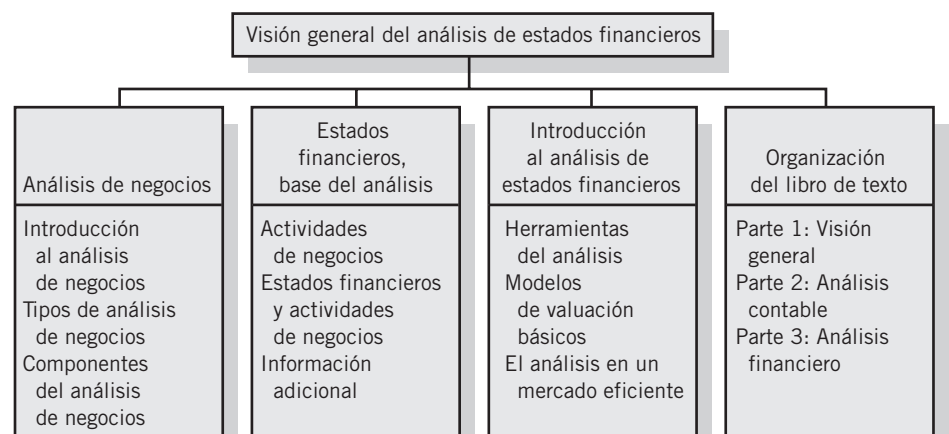 Visión general del análisis de estados financieros
Análisis de negocios
Introducción
al análisis
de negocios
Tipos de análisis
de negocios
Componentes
del análisis
de negocios
Estados
financieros,
base del análisis
Actividades
de negocios
Estados financieros
y actividades
de negocios
Información
adicional
Introducción
al análisis de
estados financieros
Herramientas
del análisis
Modelos
de valuación
básicos
El análisis en un
mercado eficiente
Organización
del libro de texto
Parte 1: Visión
general
Parte 2: Análisis
contable
Parte 3: Análisis
financiero